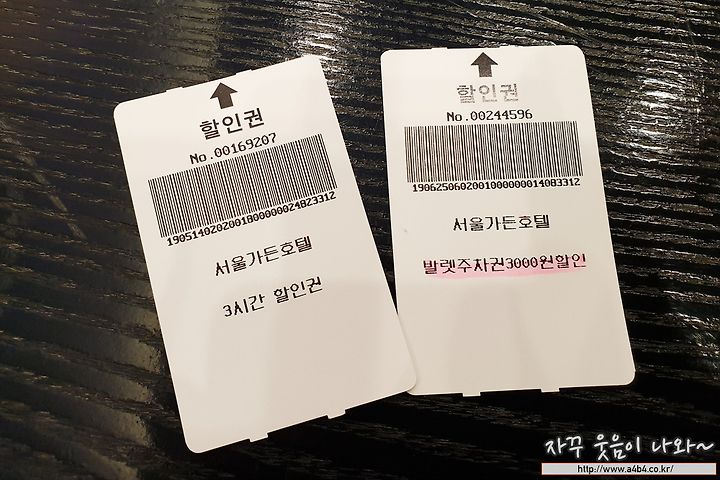 할인권
No.00169207
19051402020018000002482 3312
서울가든호텔
3시간 할인권
할인권
No.00244596
1906250602001000000014083312
서울가든호텔
발렛주차권3000원할인
자꾸 웃음이 나와~
http://www.a4b4.co.kr/